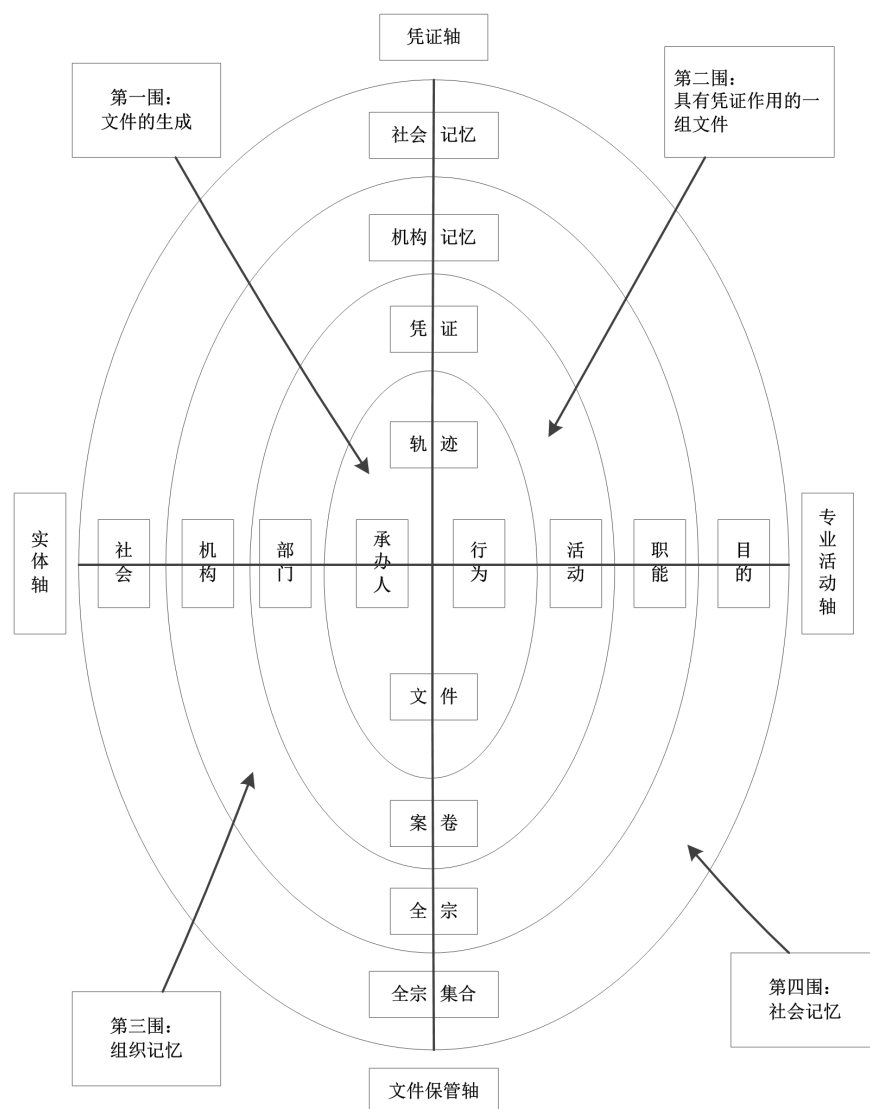 凭证轴
第一围：
文件的生成
第二围：
具有凭证作用的一
组文件
社会 记忆
机构 记忆
凭 证
轨 迹
实体轴
社会
机构
部门
承办人
行为
活动
职能
目的
专业活动轴
文 件
案 卷
全 宗
全宗 集合
第三围：
组织记忆
第四围：
社会记忆
文件保管轴